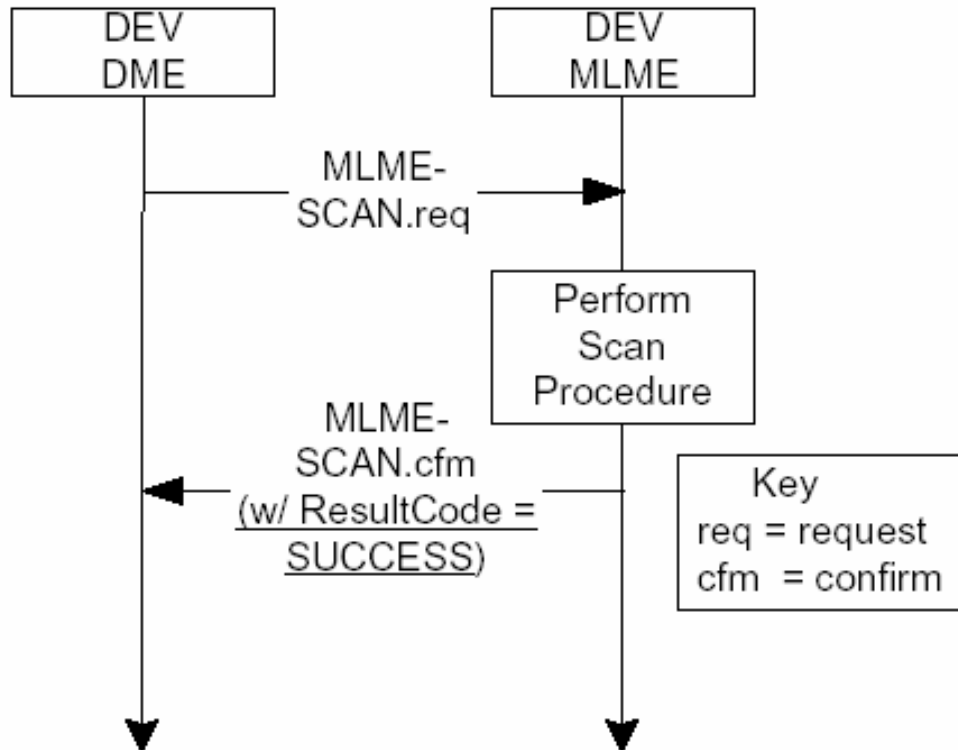 DEV
DME
DEV
MLME
MLME-
SCAN.req
Perform
Scan
Procedure
MLME-
SCAN.cfm
(w/ ResultCode =
SUCCESS)
Key
req = request
cfm = confirm